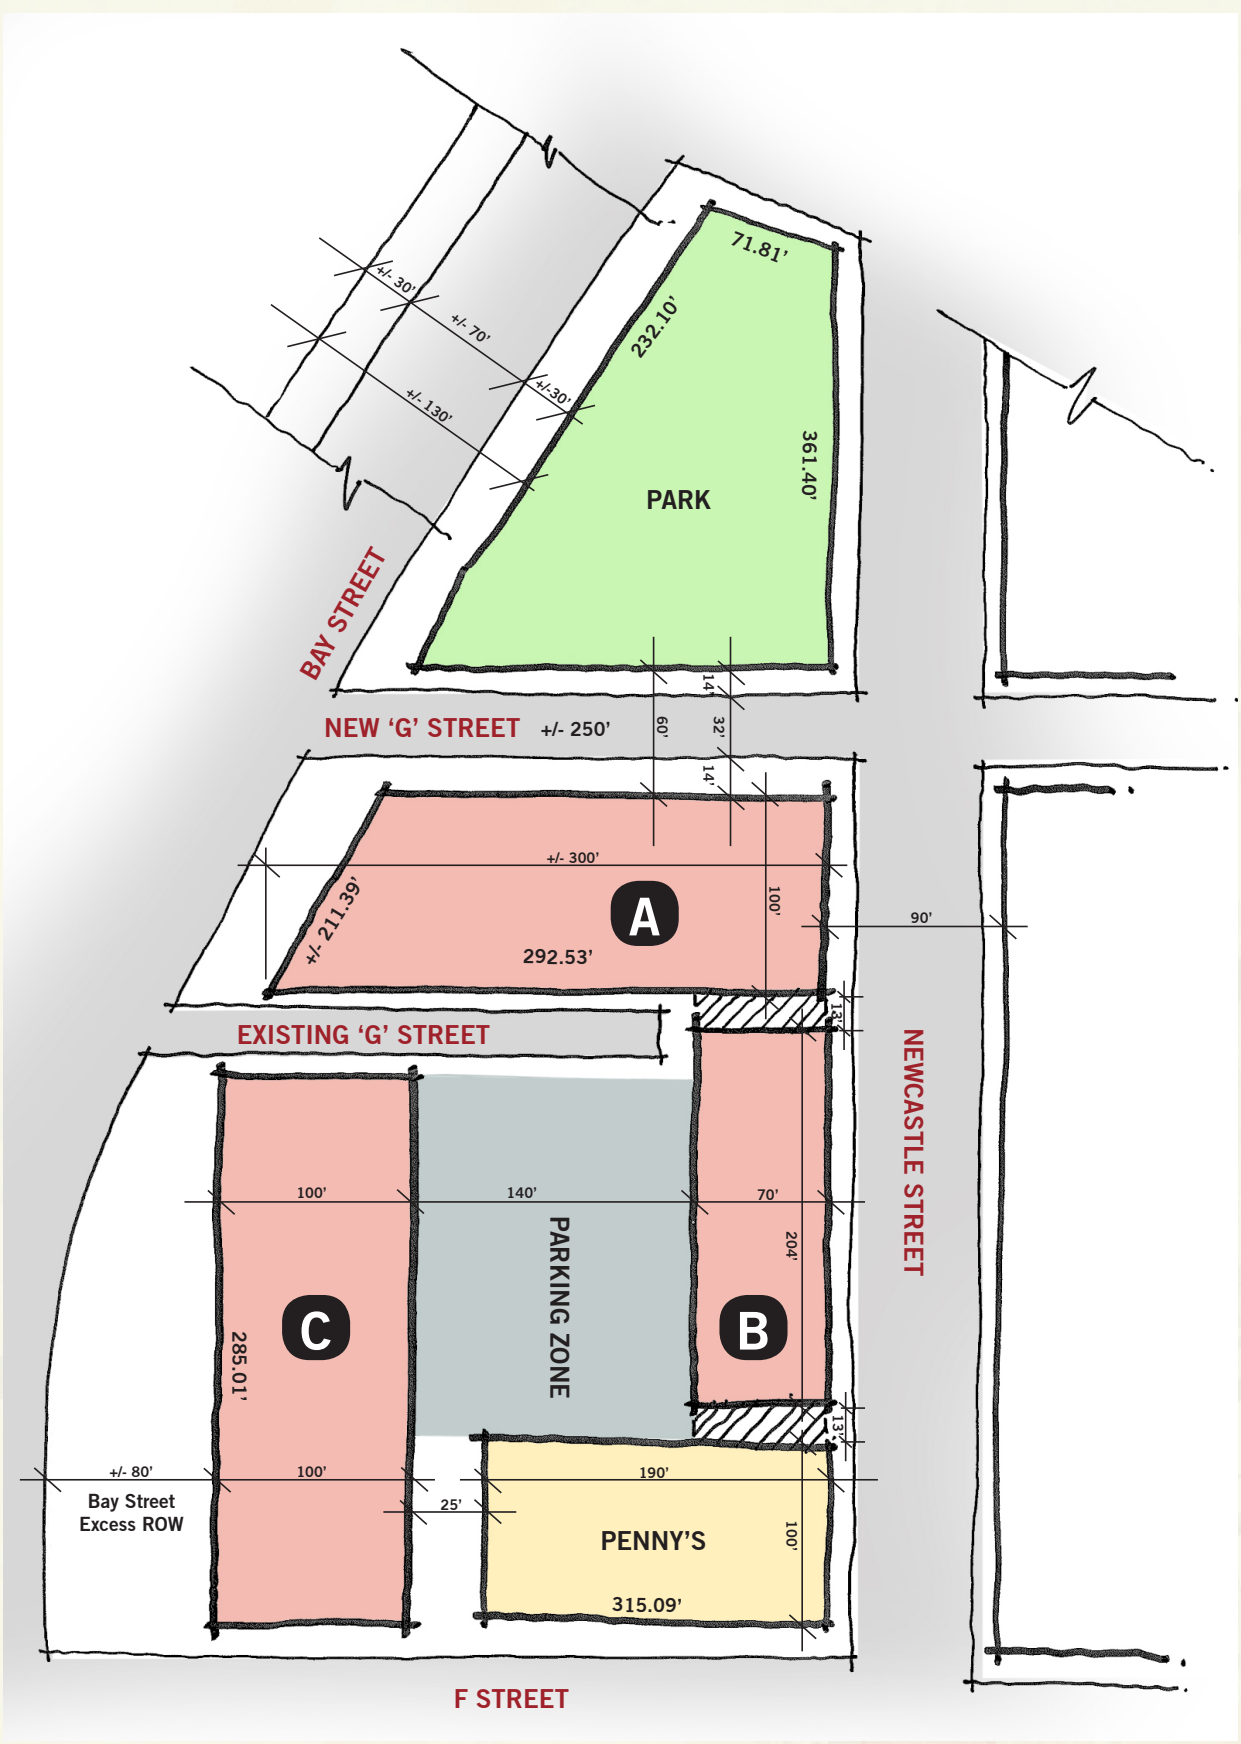 71.81’
232.10’
+/- 30’
+/- 70’
+/-30’
+/- 130’
361.40’
PARK
BAY STREET
14’
60’
32’
14’
NEW ‘G’ STREET +/- 250’
+/- 300’
100’
+/- 211.39’
A
90’
292.53’
13’
EXISTING ‘G’ STREET
NEWCASTLE STREET
100’
140’
70’
204’
PARKING ZONE
C
B
285.01’
13’
+/- 80’
100’
190’
Bay Street
Excess ROW
25’
100’
PENNY’S
315.09’
F STREET